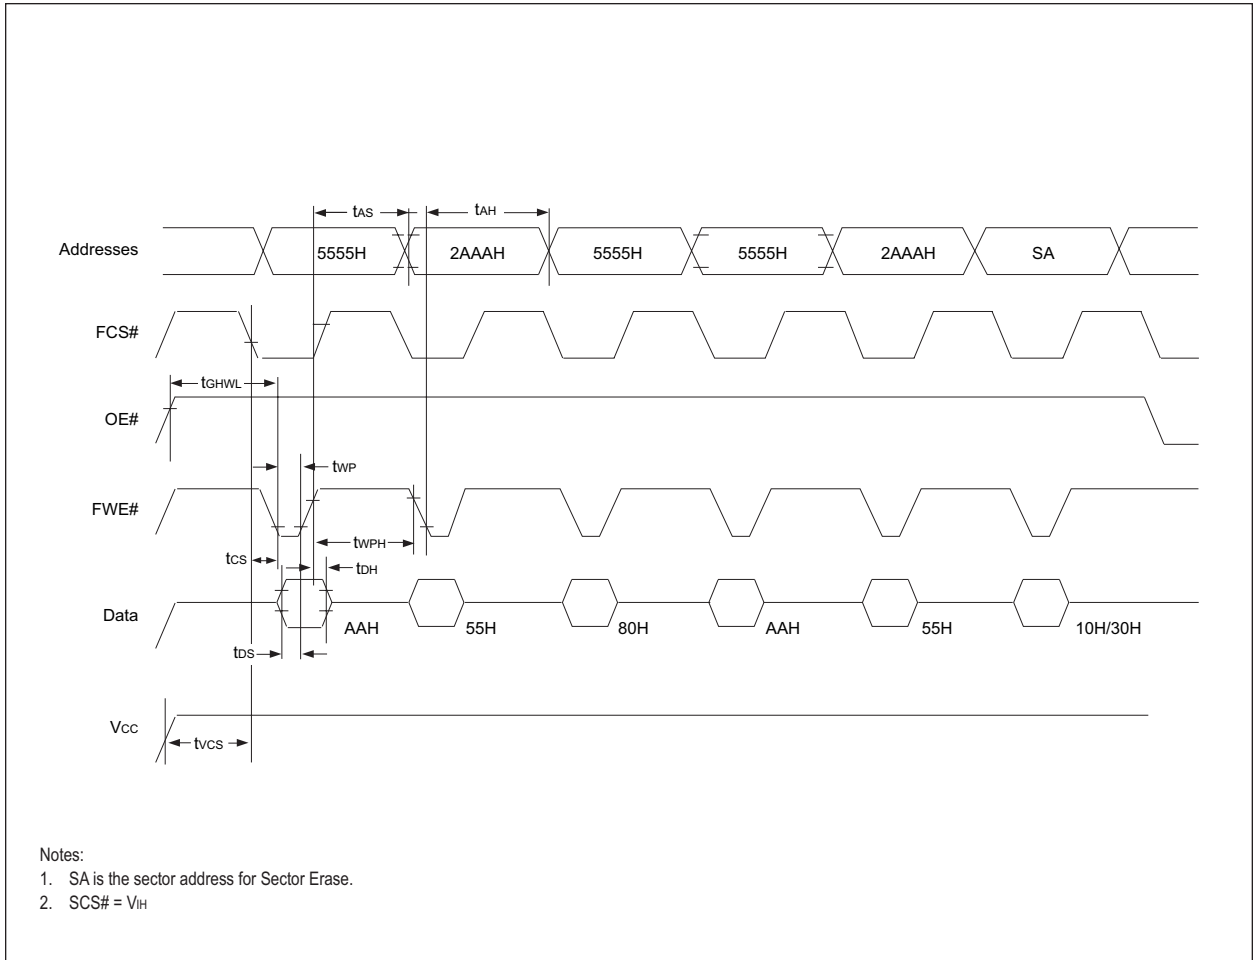 tAS tAH
Addresses 5555H 2AAAH 5555H 5555H 2AAAH SA
FCS#
tGHWL
OE#
tWP
FWE#
tWPH
tCS
tDH
Data AAH 55H 80H AAH 55H 10H/30H
tDS
VCC
tVCS
Notes:
1. SA is the sector address for Sector Erase.
2. SCS# = VIH